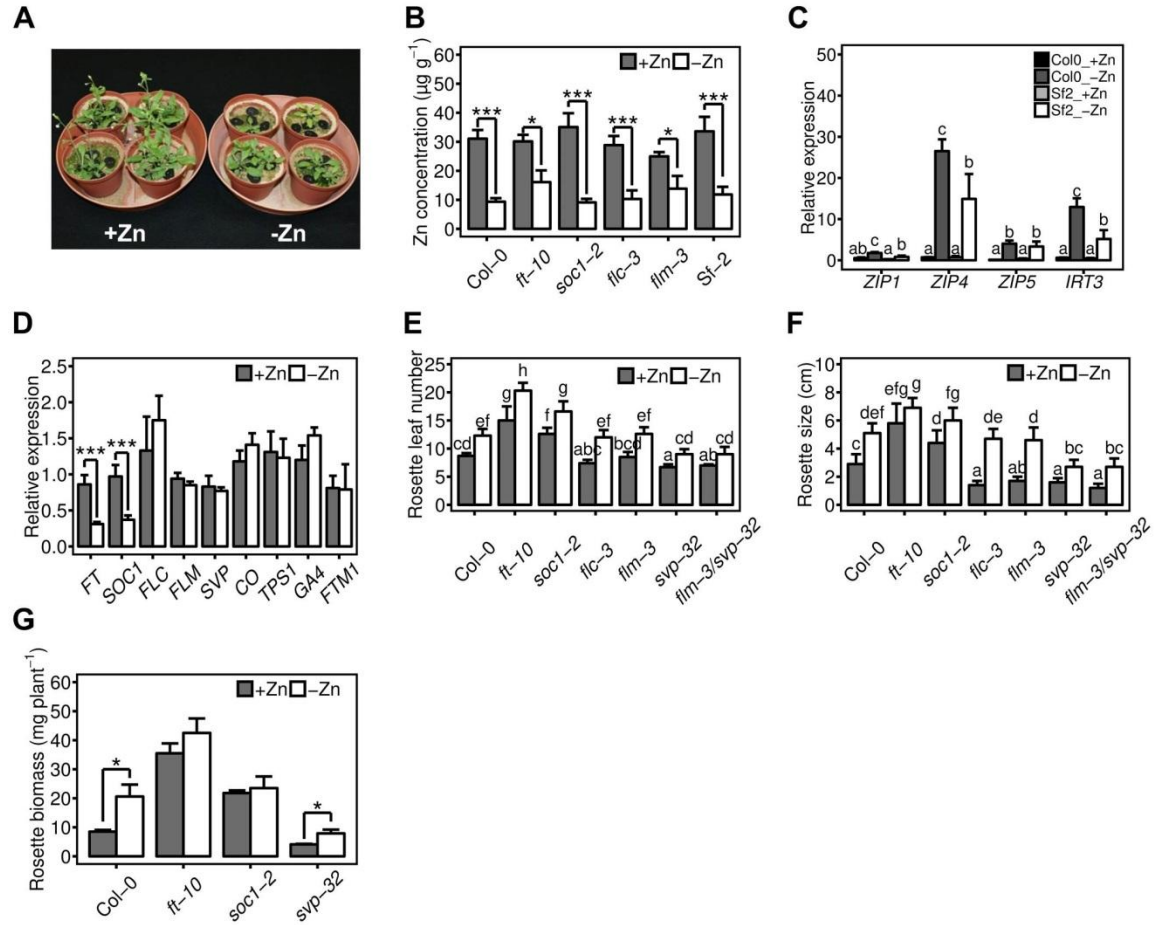 A
+Zn
-Zn
B
Zn concentration (µg g⁻¹)
60
50
40
30
20
10
0
+Zn −Zn
*** * *** *** * ***
Col−0 ft−10 soc1−2 flc−3 flm−3 Sf−2
C
Relative expression
50
40
30
20
10
0
Col0_+Zn
Col0_−Zn
Sf2_+Zn
Sf2_−Zn
ab c a b
a c a b
a b a b
a c a b
ZIP1 ZIP4 ZIP5 IRT3
D
Relative expression
2.5
2.0
1.5
1.0
0.5
0.0
+Zn −Zn
*** ***
FT SOC1 FLC FLM SVP CO TPS1 GA4 FTM1
E
Rosette leaf number
25
20
15
10
5
0
+Zn −Zn
cd ef g h f g abc ef bcd ef a cd ab cd
Col−0 ft−10 soc1−2 flc−3 flm−3 svp−32 flm−3/svp−32
F
Rosette size (cm)
10
8
6
4
2
0
+Zn −Zn
c def efg g d fg a de ab d a bc a bc
Col−0 ft−10 soc1−2 flc−3 flm−3 svp−32 flm−3/svp−32
G
Rosette biomass (mg plant⁻¹)
60
50
40
30
20
10
0
+Zn −Zn
* *
Col−0 ft−10 soc1−2 svp−32